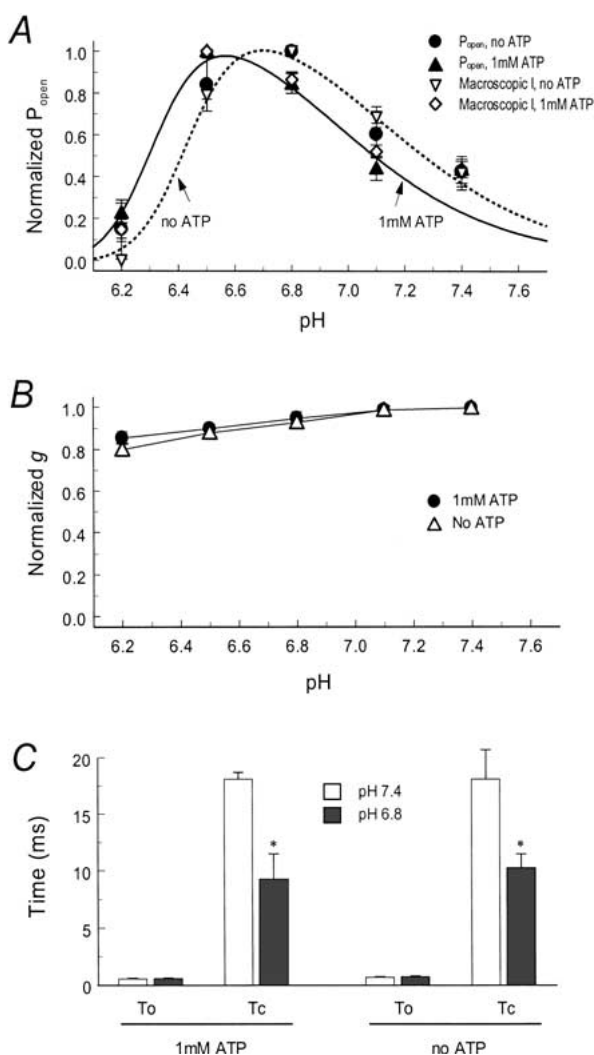 A
Normalized Popen
1.0
0.8
0.6
0.4
0.2
0.0
Popen, no ATP
Popen, 1mM ATP
Macroscopic I, no ATP
Macroscopic I, 1mM ATP
no ATP
1mM ATP
6.2 6.4 6.6 6.8 7.0 7.2 7.4 7.6
pH
B
Normalized g
1.0
0.8
0.6
0.4
0.2
0.0
1mM ATP
No ATP
6.2 6.4 6.6 6.8 7.0 7.2 7.4 7.6
pH
C
Time (ms)
20
15
10
5
0
pH 7.4
pH 6.8
* *
To Tc To Tc
1mM ATP no ATP